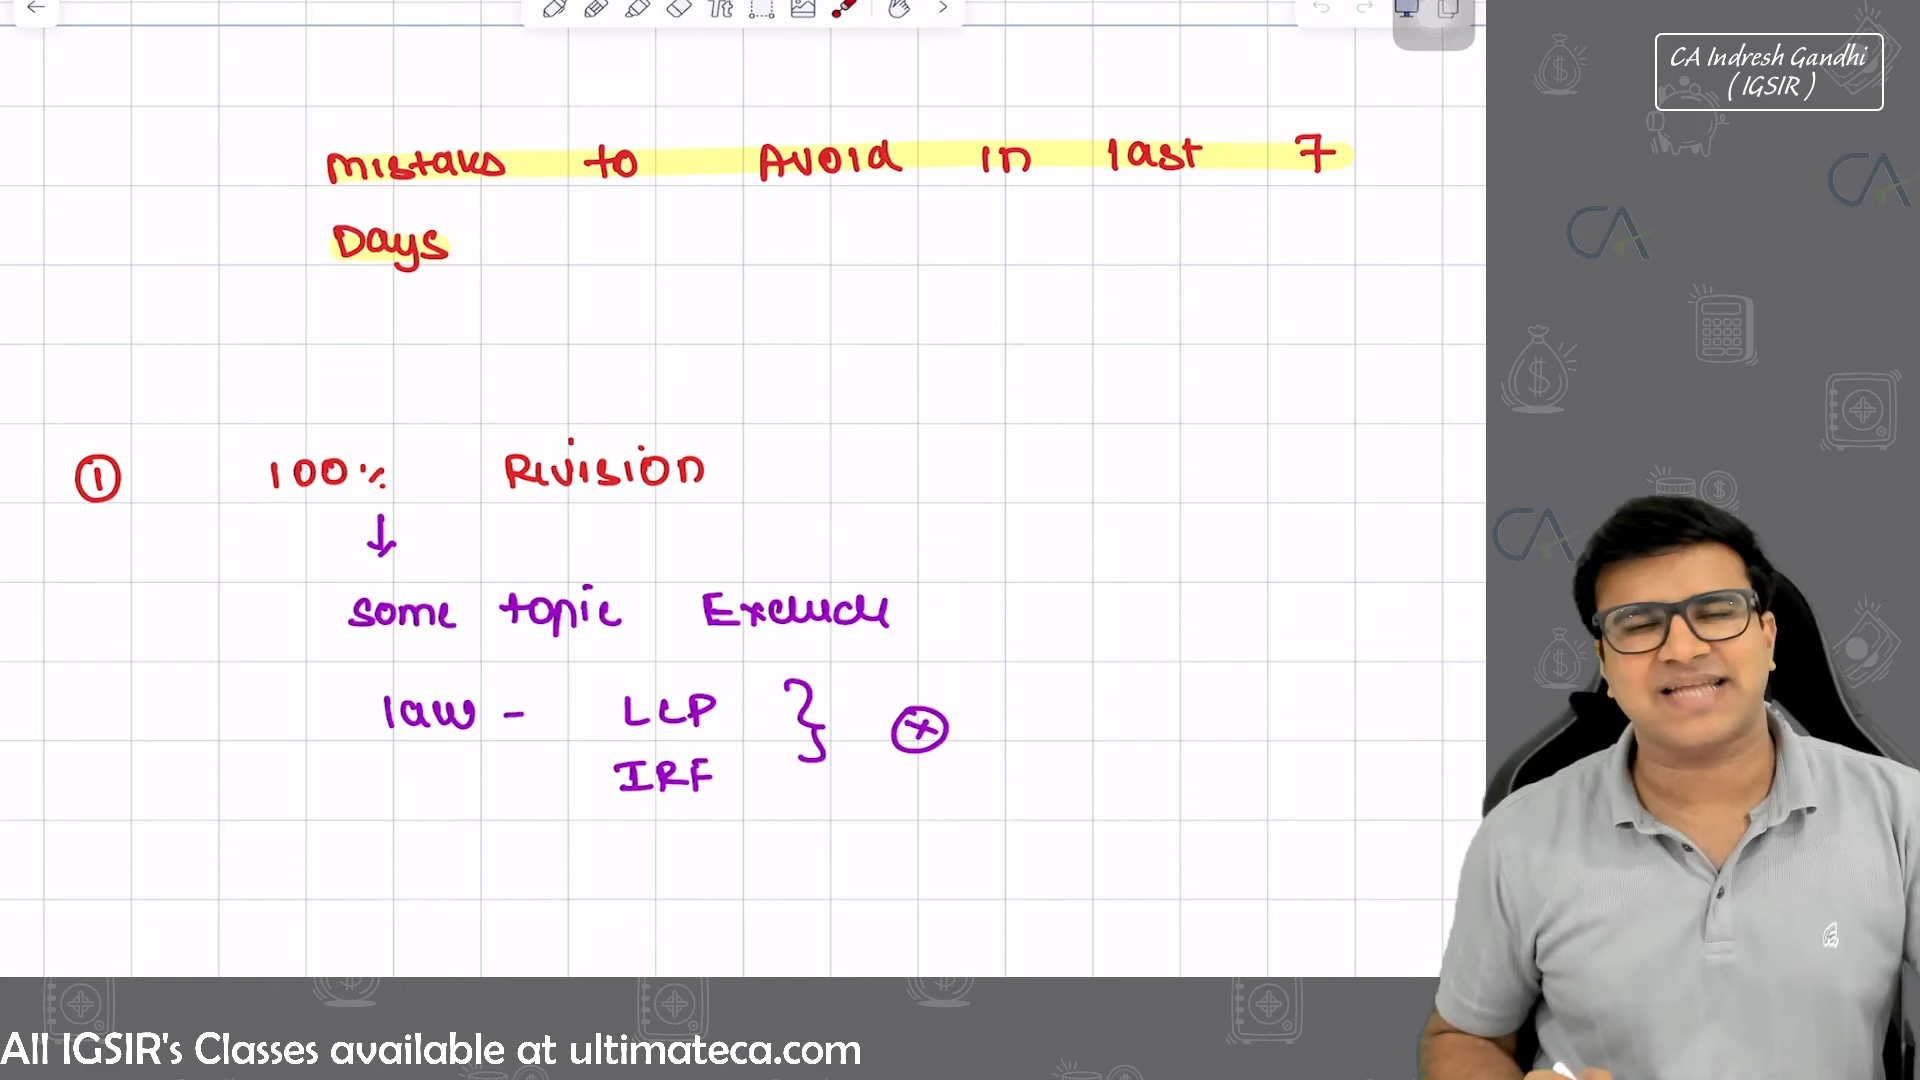 CA Indresh Gandhi
( IGSIR )
Mistaks to Avoid in last 7
Days
1 100% Revision
↓
some topic Exclude
law - LLP
IRF
All IGSIR's Classes available at ultimateca.com